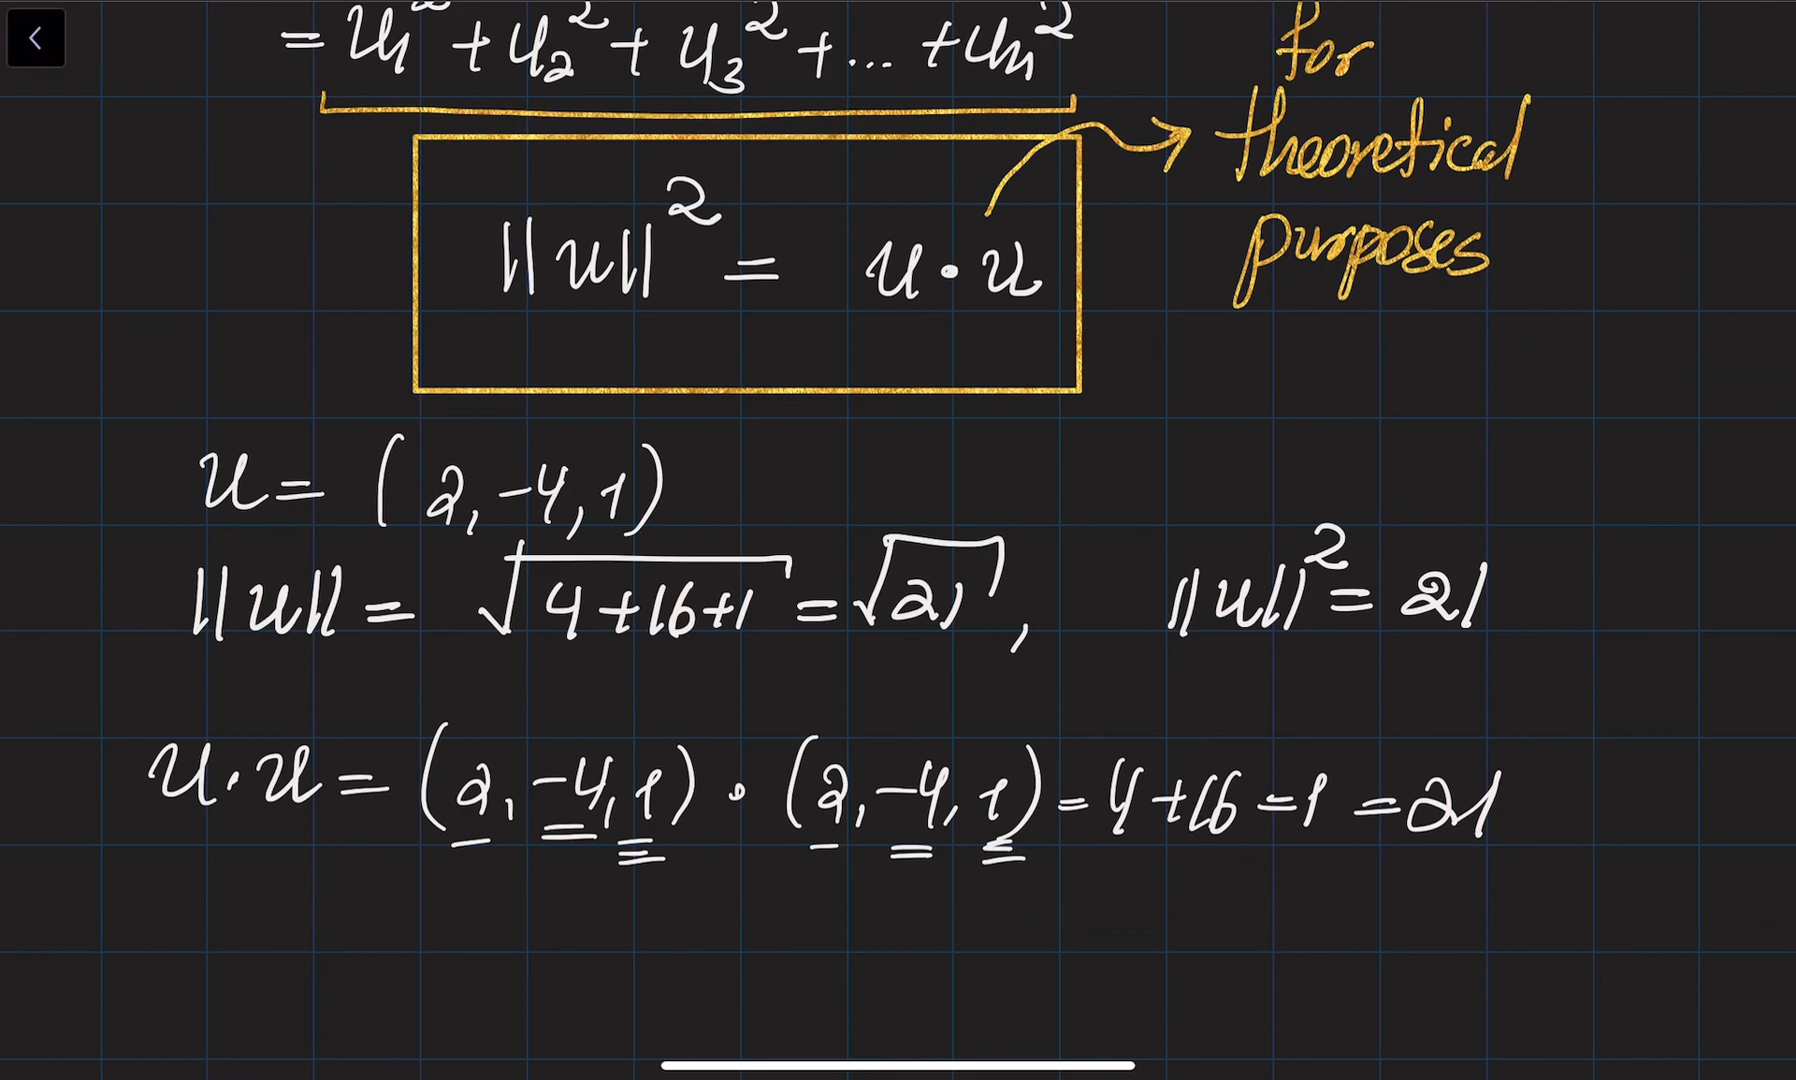 = u₁² + u₂² + u₃² + ... + uₙ²
for
theoretical
purposes
||u||² = u · u
u = (2, -4, 1)
||u|| = √(4+16+1) = √21, ||u||² = 21
u · u = (2, -4, 1) · (2, -4, 1) = 4+16=1 = 21